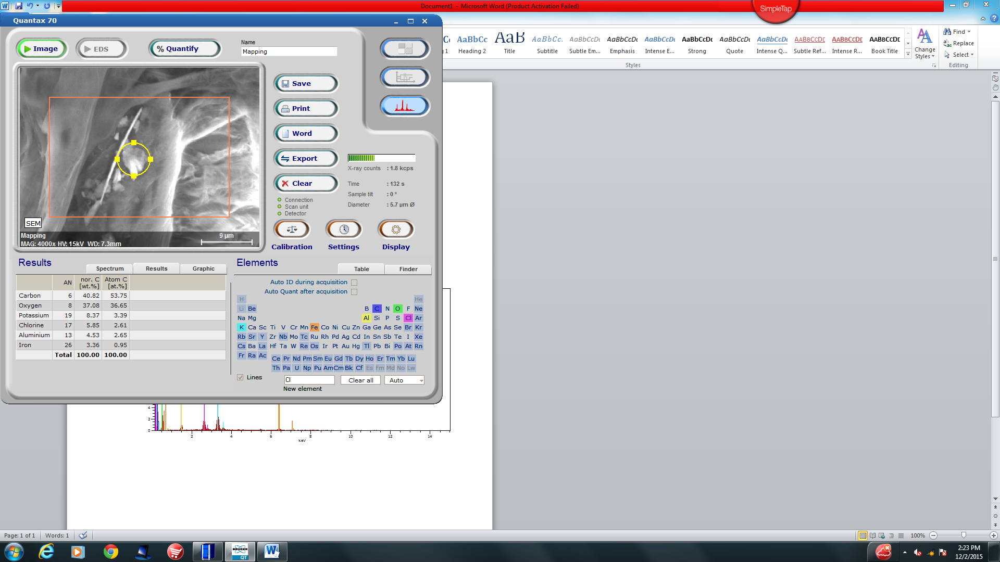 Document1 - Microsoft Word (Product Activation Failed)
SimpleTap
Quantax 70
Image
EDS
% Quantify
Name
Mapping
Save
Print
Word
Export
Clear
X-ray counts : 1.8 kcps
Time : 132 s
Sample tilt : 0 °
Diameter : 5.7 µm Ø
Connection
Scan unit
Detector
SEM
Mapping
MAG: 4000x HV: 15kV WD: 7.3mm
9 µm
Calibration
Settings
Display
Results
Spectrum
Results
Graphic
AN nor. C [wt.%] Atom C [at.%]
Carbon 6 40.82 53.75
Oxygen 8 37.08 36.65
Potassium 19 8.37 3.39
Chlorine 17 5.85 2.61
Aluminium 13 4.53 2.65
Iron 26 3.36 0.95
Total 100.00 100.00
Elements
Table
Finder
Auto ID during acquisition
Auto Quant after acquisition
H He
Li Be B C N O F Ne
Na Mg Al Si P S Cl Ar
K Ca Sc Ti V Cr Mn Fe Co Ni Cu Zn Ga Ge As Se Br Kr
Rb Sr Y Zr Nb Mo Tc Ru Rh Pd Ag Cd In Sn Sb Te I Xe
Cs Ba La Hf Ta W Re Os Ir Pt Au Hg Tl Pb Bi Po At Rn
Fr Ra Ac
Ce Pr Nd Pm Sm Eu Gd Tb Dy Ho Er Tm Yb Lu
Th Pa U Np Pu Am Cm Bk Cf Es Fm Md No Lw
Lines
Cl
Clear all
Auto
New element
AaBbCc AaB AaBbCc. AaBbCcDc AaBbCcDc AaBbCcDc AaBbCcDc AaBbCcDc AaBbCcDc AABBCCDE AABBCCDE AABBCCDE
g 1 Heading 2 Title Subtitle Subtle Em... Emphasis Intense E... Strong Quote Intense Q... Subtle Ref... Intense R... Book Title
Styles
Change
Styles
Find
Replace
Select
Editing
4
2
0
2 4 6 8 10 12 14
keV
Page: 1 of 1
Words: 1
100%
BRUKER
QT
2:23 PM
12/2/2015